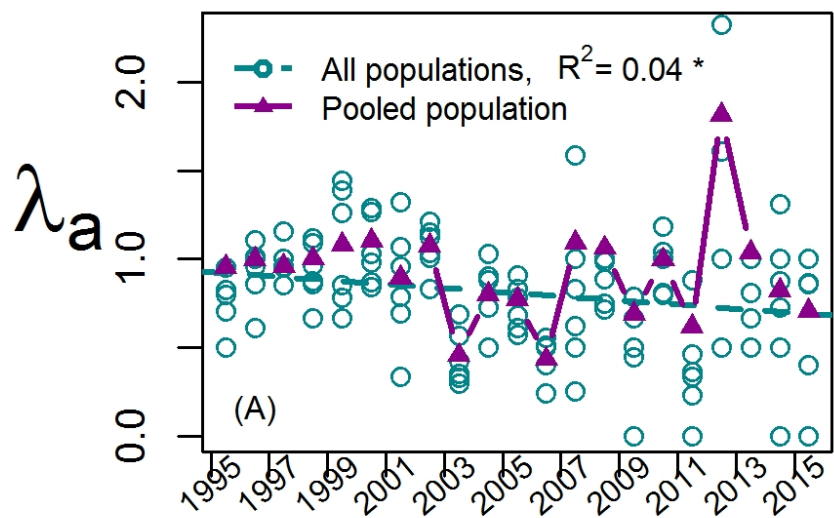 All populations, R²= 0.04 *
Pooled population
λa
2.0
1.0
0.0
(A)
1995 1997 1999 2001 2003 2005 2007 2009 2011 2013 2015